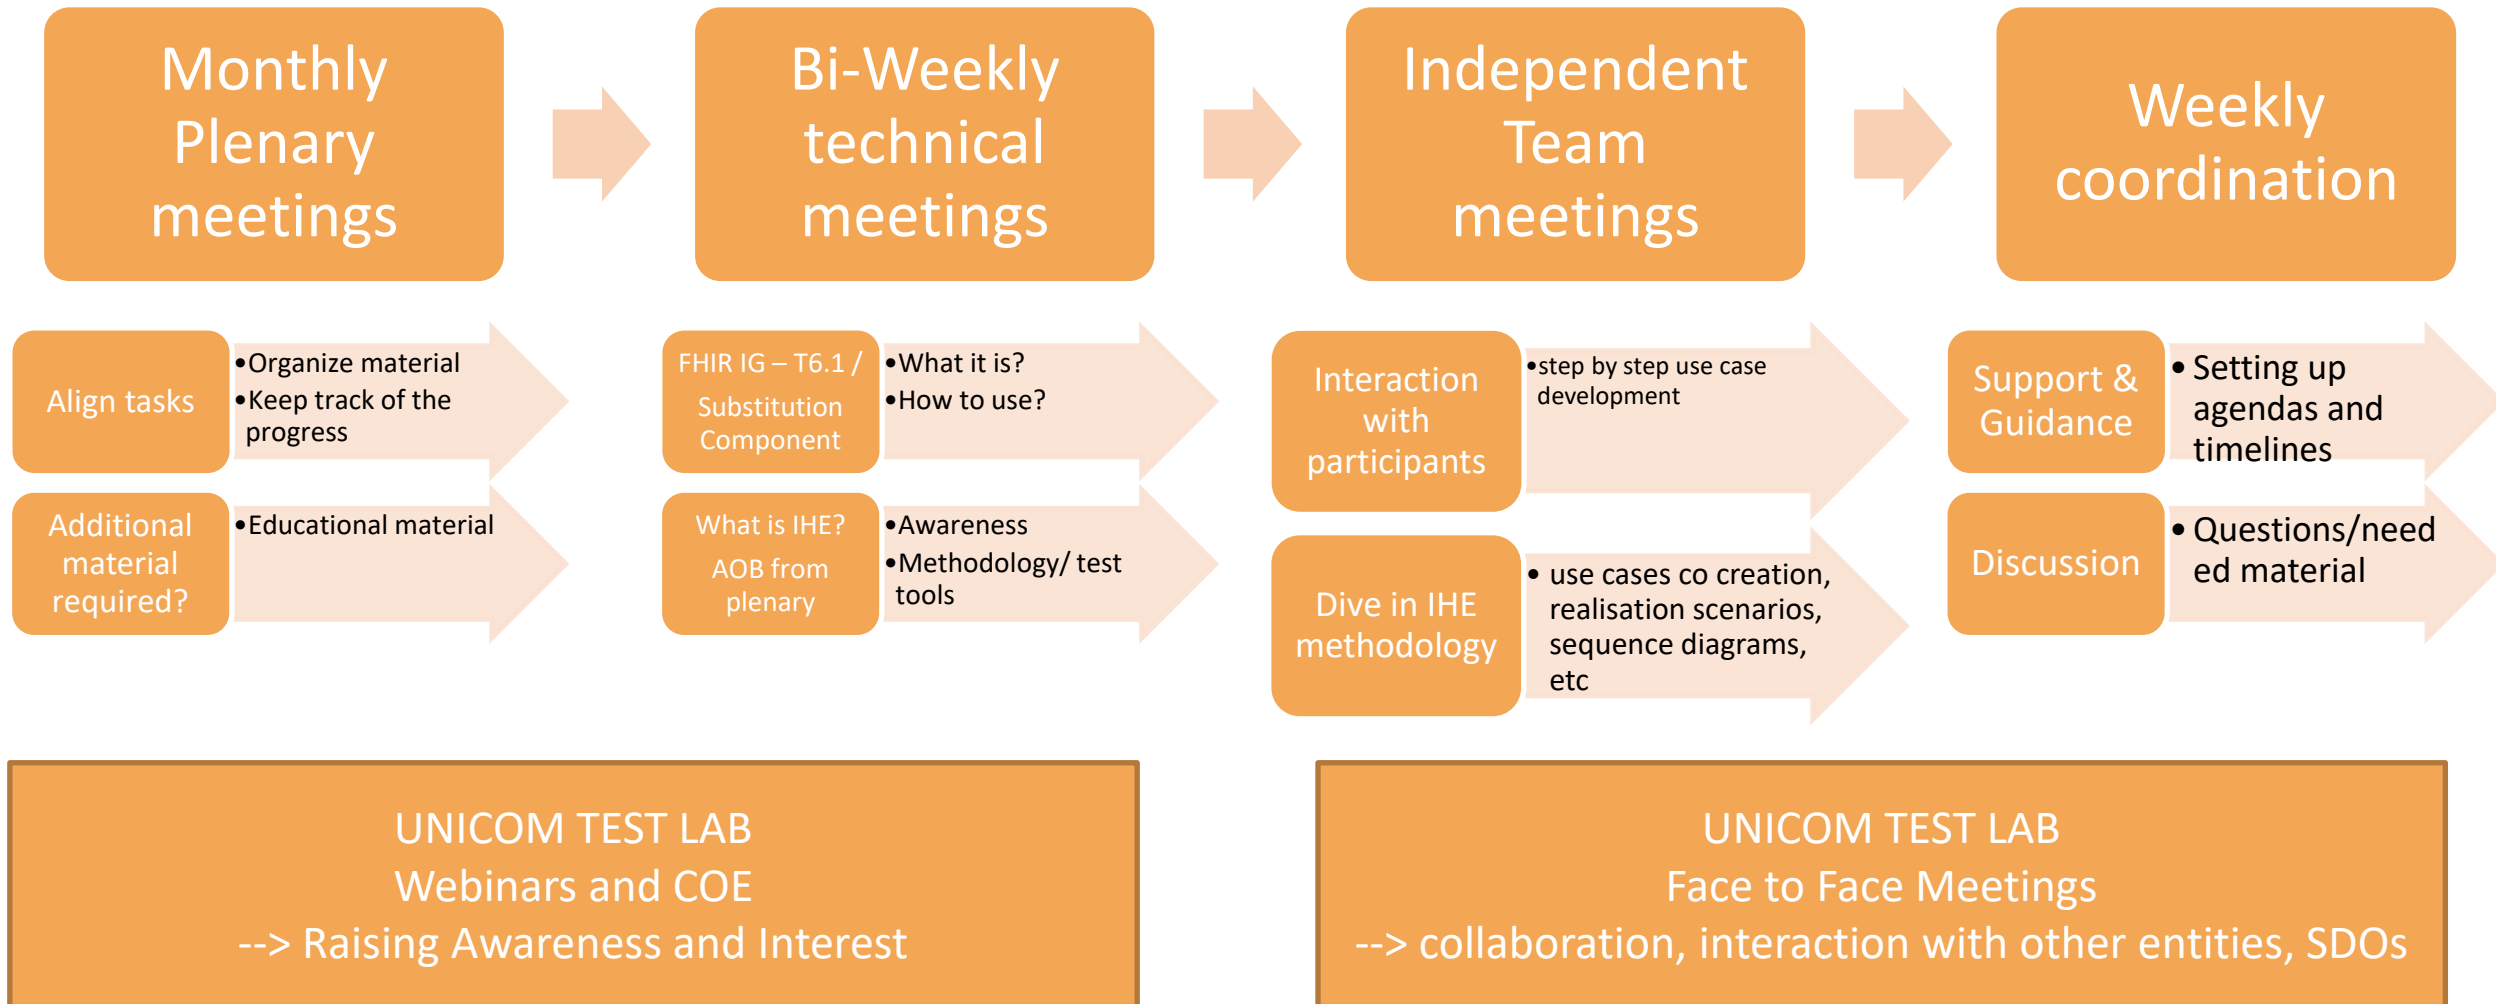 Monthly
Plenary
meetings
Bi-Weekly
technical
meetings
Independent
Team
meetings
Weekly
coordination
Align tasks
•Organize material
•Keep track of the
progress
Additional
material
required?
•Educational material
FHIR IG – T6.1 /
Substitution
Component
•What it is?
•How to use?
What is IHE?
AOB from
plenary
•Awareness
•Methodology/ test
tools
Interaction
with
participants
•step by step use case
development
Dive in IHE
methodology
• use cases co creation,
realisation scenarios,
sequence diagrams,
etc
Support &
Guidance
• Setting up
agendas and
timelines
Discussion
• Questions/need
ed material
UNICOM TEST LAB
Webinars and COE
--> Raising Awareness and Interest
UNICOM TEST LAB
Face to Face Meetings
--> collaboration, interaction with other entities, SDOs